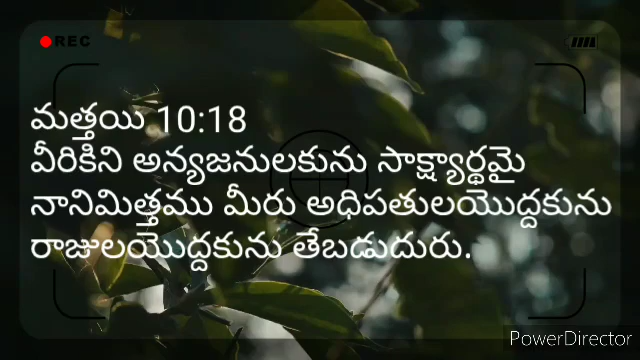 REC
మత్తయి 10:18
వీరికిని అన్యజనులకును సాక్ష్యార్థమై
నానిమిత్తము మీరు అధిపతులయొద్దకును
రాజులయొద్దకును తేబడుదురు.
PowerDirector